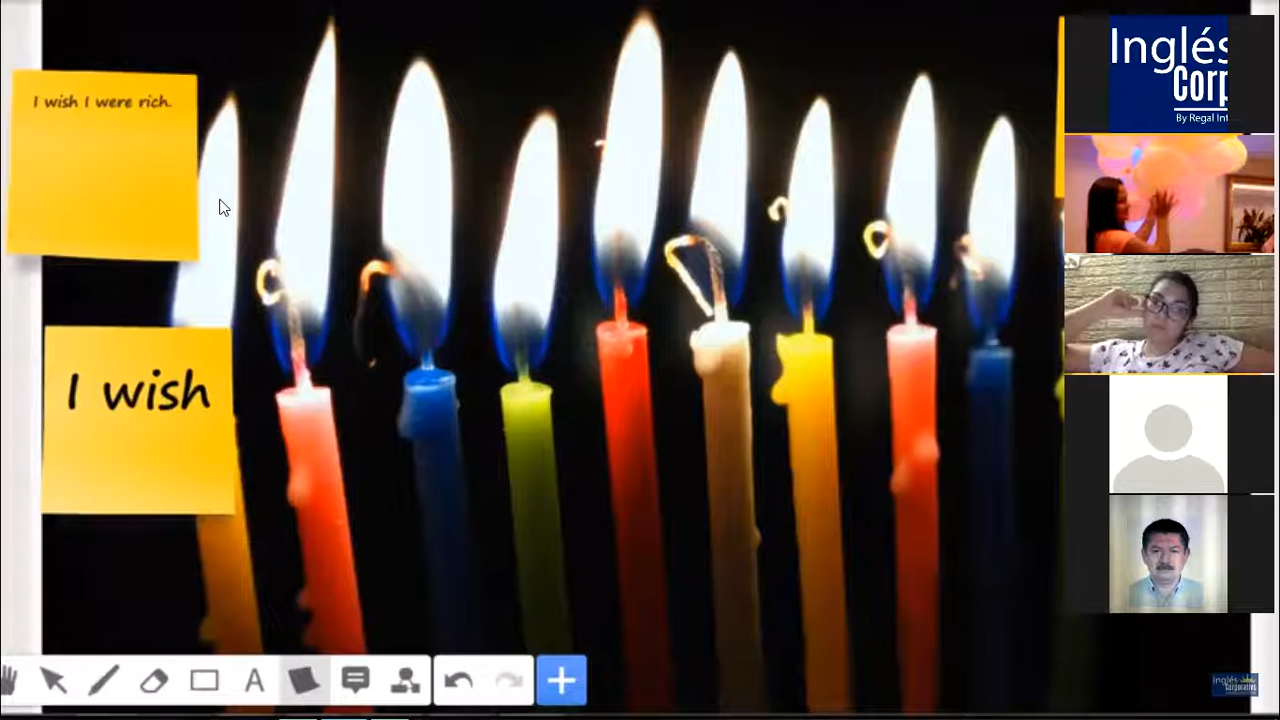 I wish I were rich.
I wish
Inglés
Corp
By Regal Int
A
Inglés
Corporativo